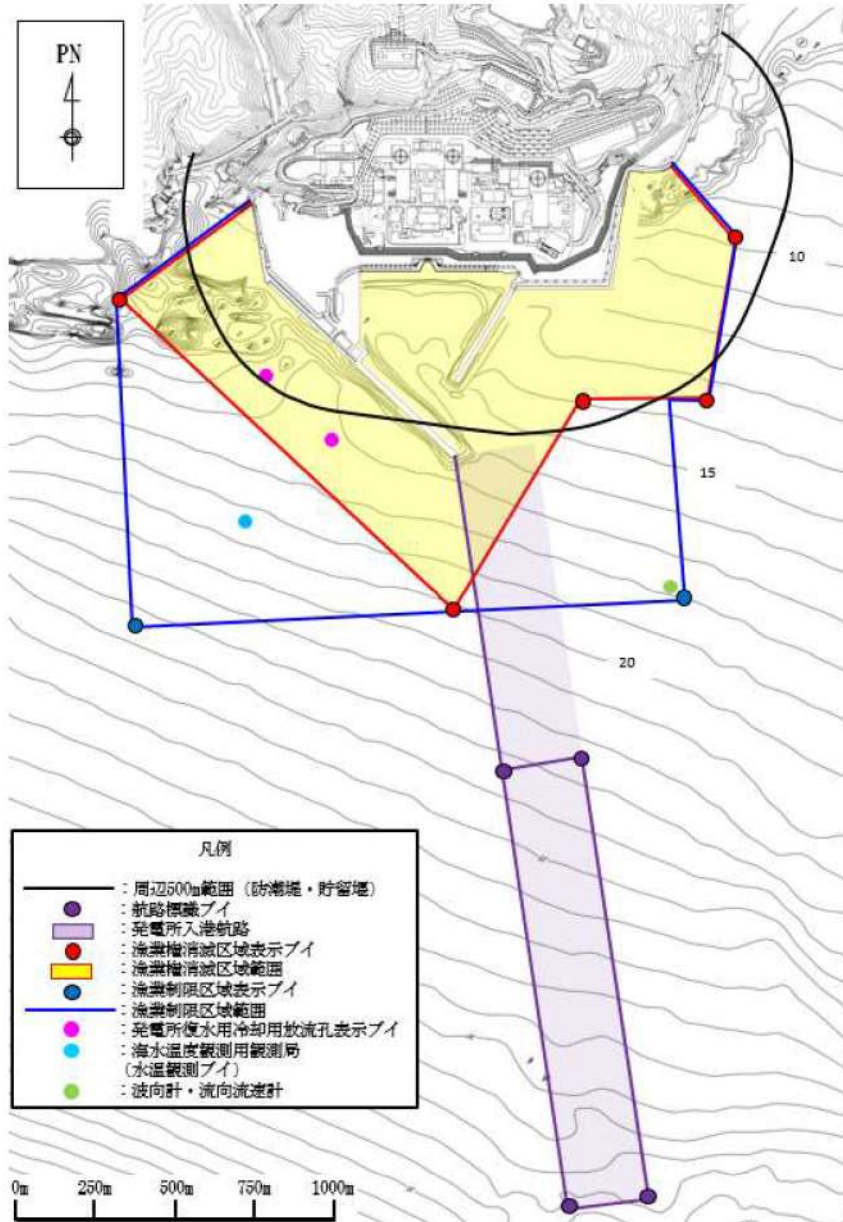 PN
10
15
20
凡例
：周辺500m範囲（防潮堤・貯留堰）
：航路標識ブイ
：発電所入港航路
：漁業権消滅区域表示ブイ
：漁業権消滅区域範囲
：漁業制限区域表示ブイ
：漁業制限区域範囲
：発電所復水用冷却用放流孔表示ブイ
：海水温度観測用観測局
（水温観測ブイ）
：波向計・流向流速計
0m 250m 500m 750m 1000m